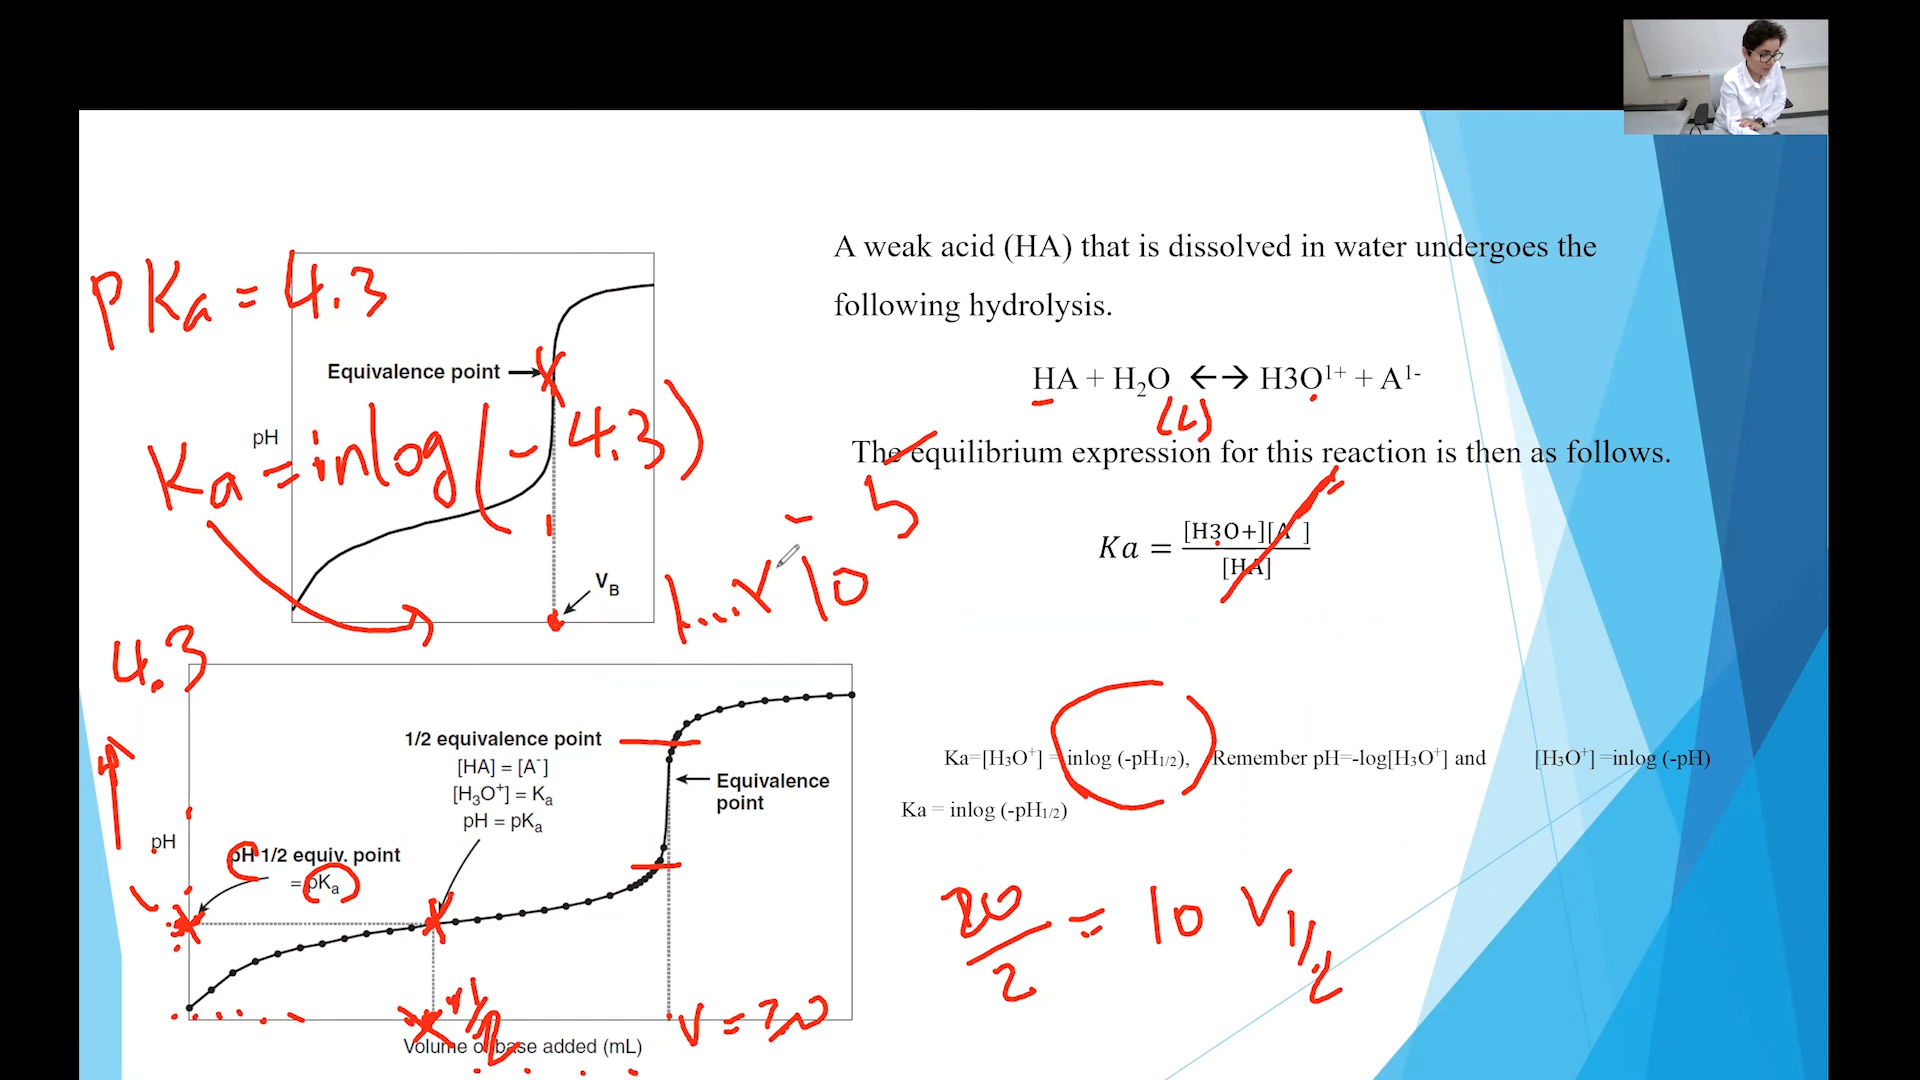 A weak acid (HA) that is dissolved in water undergoes the
following hydrolysis.
HA + H₂O ←→ H3O¹⁺ + A¹⁻
(L)
The equilibrium expression for this reaction is then as follows.
Ka = [H3O+][A⁻] / [HA]
Ka=[H₃O⁺] = inlog (-pH₁/₂), Remember pH=-log[H₃O⁺] and [H₃O⁺] =inlog (-pH)
Ka = inlog (-pH₁/₂)
20/2 = 10 V₁/₂
PKa = 4.3
Equivalence point
pH
Ka = inlog (-4.3)
V_B
1...x10⁻⁵
4.3
1/2 equivalence point
[HA] = [A⁻]
[H₃O⁺] = Kₐ
pH = pKₐ
Equivalence
point
pH
pH 1/2 equiv. point
= pKₐ
V1/2
V = 20
Volume of base added (mL)